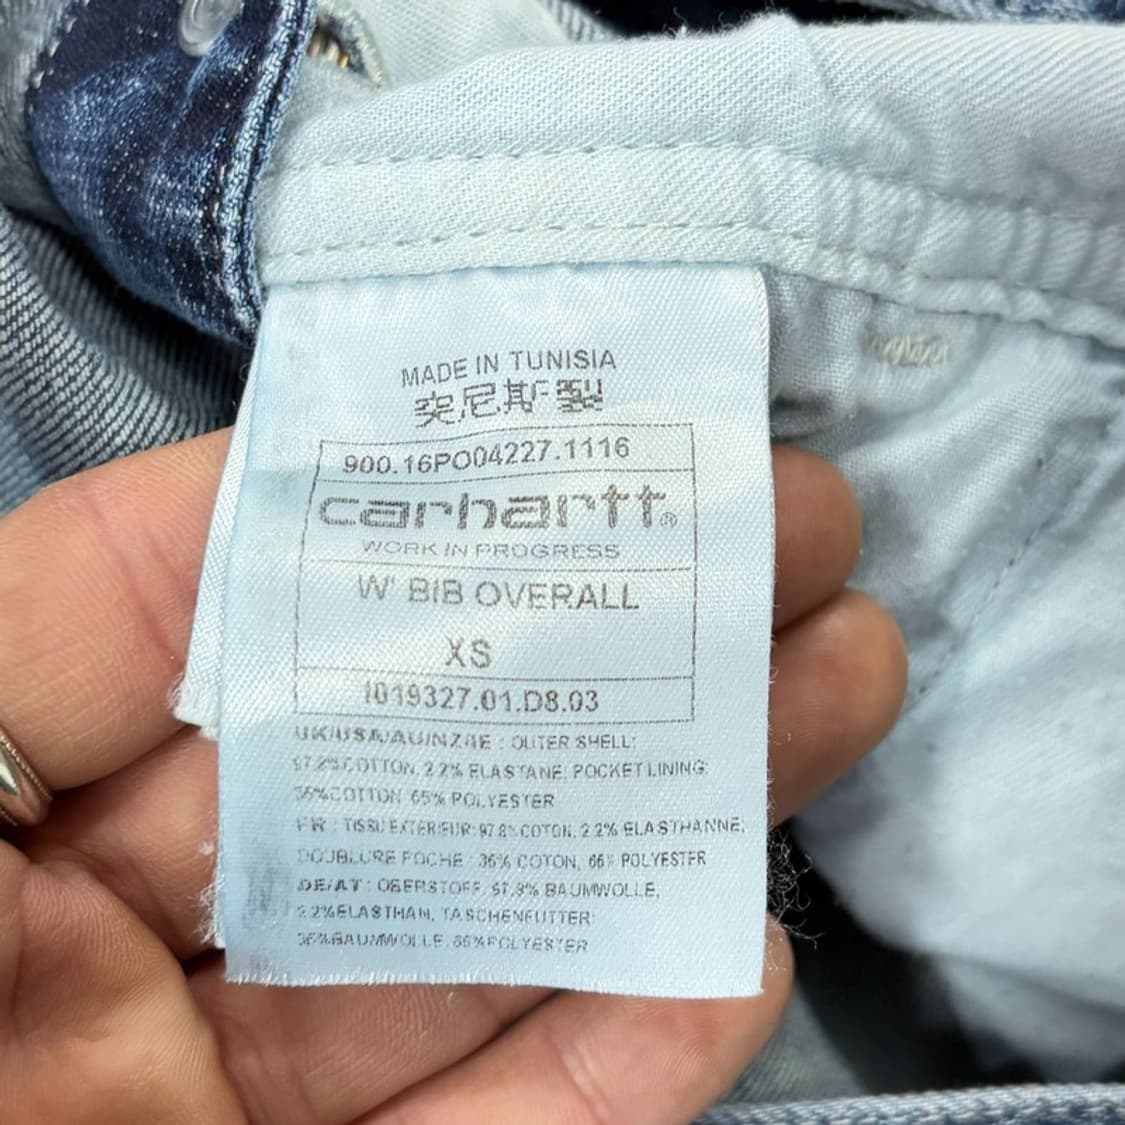 MADE IN TUNISIA
突尼斯製
900.16PO04227.1116
carhartt®
WORK IN PROGRESS
W' BIB OVERALL
XS
I019327.01.D8.03
UK/USA/AU/NZ/IE : OUTER SHELL:
97.8% COTTON, 2.2% ELASTANE; POCKET LINING:
35% COTTON 65% POLYESTER
FR : TISSU EXTERIEUR: 97.8% COTON, 2.2% ELASTHANNE;
DOUBLURE POCHE : 35% COTON, 65% POLYESTER
DE/AT : OBERSTOFF: 97.8% BAUMWOLLE,
2.2% ELASTHAN, TASCHENFUTTER:
35% BAUMWOLLE, 65% POLYESTER